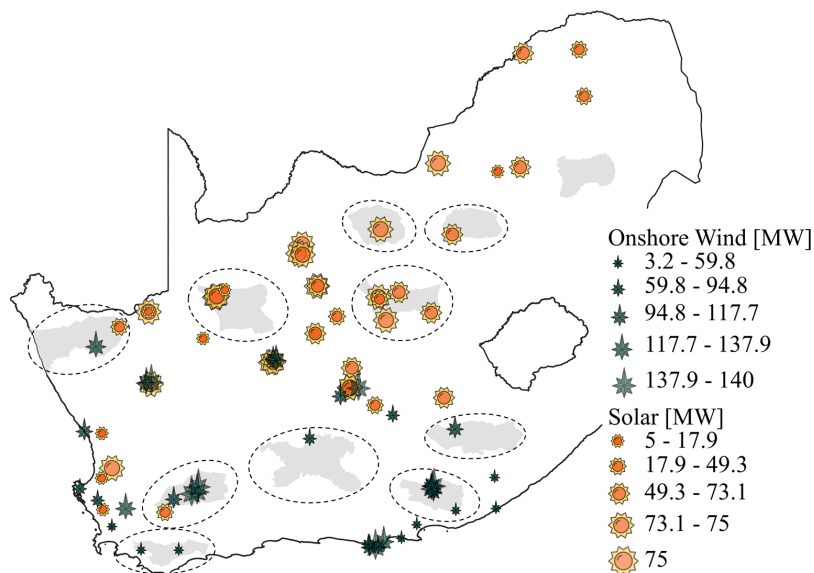 Onshore Wind [MW]
3.2 - 59.8
59.8 - 94.8
94.8 - 117.7
117.7 - 137.9
137.9 - 140
Solar [MW]
5 - 17.9
17.9 - 49.3
49.3 - 73.1
73.1 - 75
75